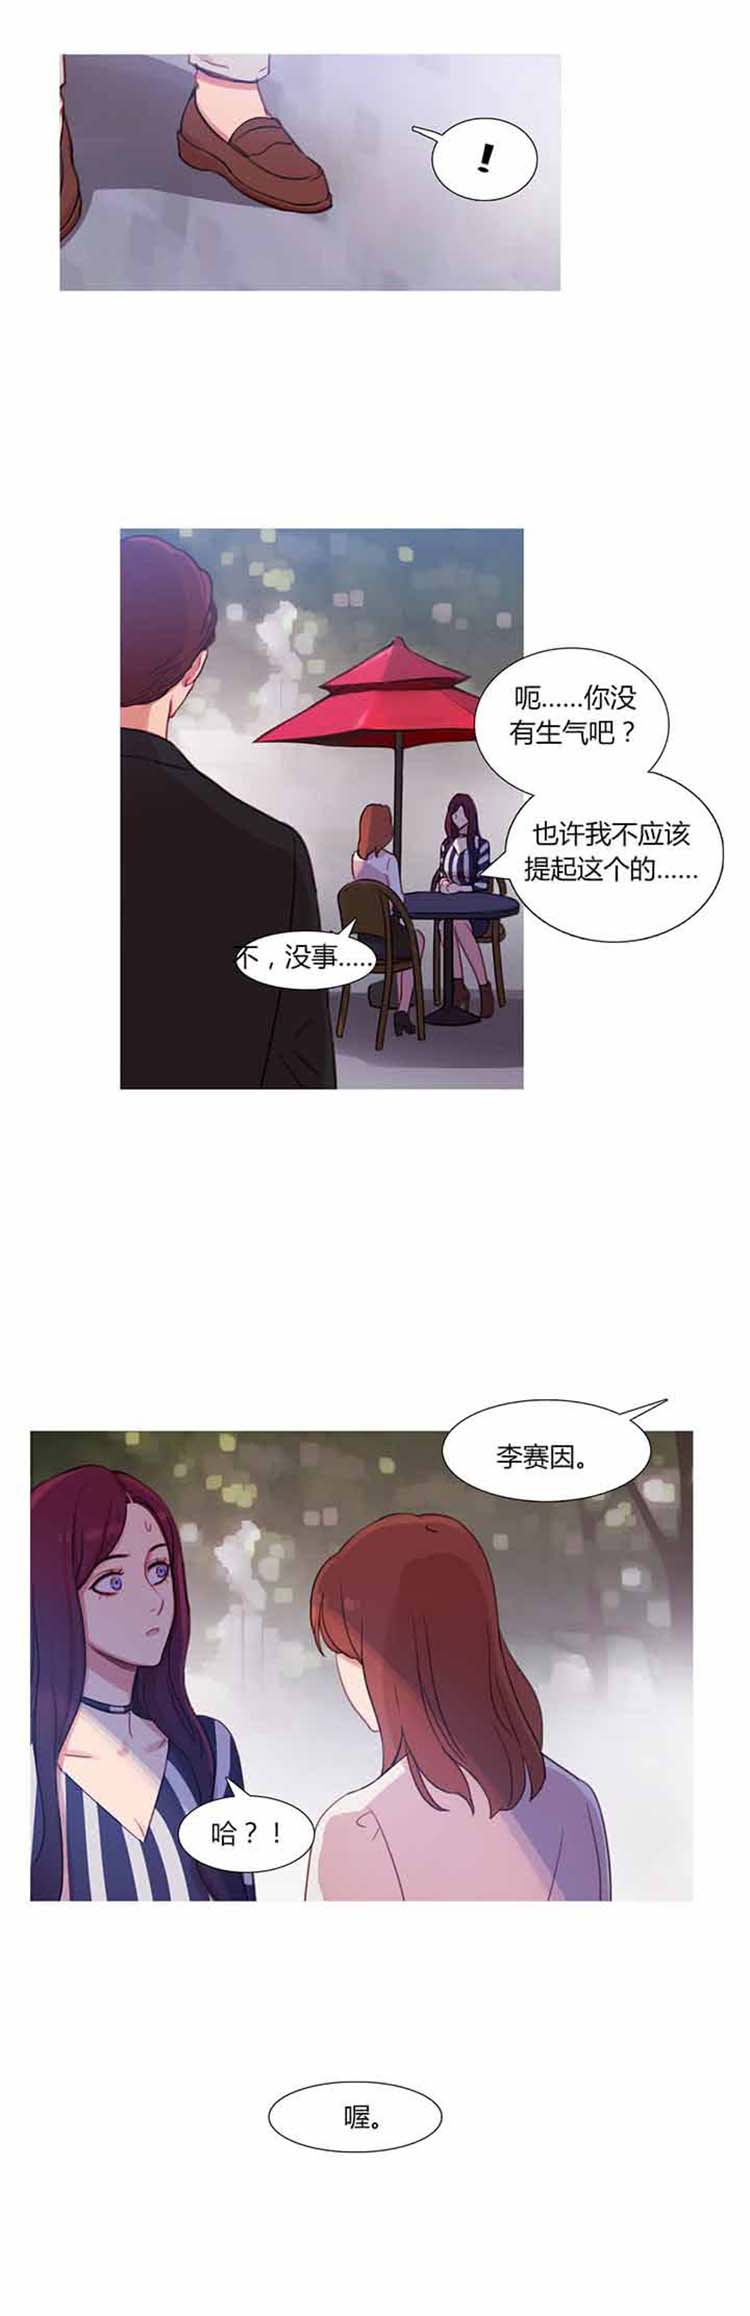 ！
呃……你没
有生气吧？
也许我不应该
提起这个的……
不，没事……
李赛因。
哈？！
喔。